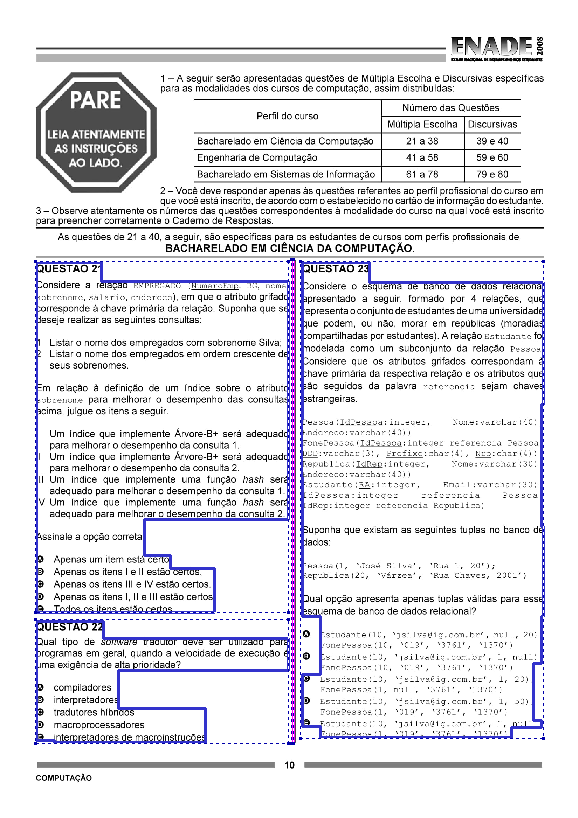 ENADE 2008
EXAME NACIONAL DE DESEMPENHO DOS ESTUDANTES
PARE
LEIA ATENTAMENTE
AS INSTRUÇÕES
AO LADO.
1 – A seguir serão apresentadas questões de Múltipla Escolha e Discursivas específicas
para as modalidades dos cursos de computação, assim distribuídas:
Perfil do curso
Número das Questões
Múltipla Escolha Discursivas
Bacharelado em Ciência da Computação 21 a 38 39 e 40
Engenharia de Computação 41 a 58 59 e 60
Bacharelado em Sistemas de Informação 61 a 78 79 e 80
2 – Você deve responder apenas às questões referentes ao perfil profissional do curso em
que você está inscrito, de acordo com o estabelecido no cartão de informação do estudante.
3 – Observe atentamente os números das questões correspondentes à modalidade do curso na qual você está inscrito
para preencher corretamente o Caderno de Respostas.
As questões de 21 a 40, a seguir, são específicas para os estudantes de cursos com perfis profissionais de
BACHARELADO EM CIÊNCIA DA COMPUTAÇÃO.
QUESTÃO 21
Considere a relação EMPREGADO (NumeroEmp, RG, nome,
sobrenome, salario, endereco), em que o atributo grifado
corresponde à chave primária da relação. Suponha que se
deseje realizar as seguintes consultas:
1 Listar o nome dos empregados com sobrenome Silva;
2 Listar o nome dos empregados em ordem crescente de
seus sobrenomes.
Em relação à definição de um índice sobre o atributo
sobrenome para melhorar o desempenho das consultas
acima, julgue os itens a seguir.
I Um índice que implemente Árvore-B+ será adequado
para melhorar o desempenho da consulta 1.
II Um índice que implemente Árvore-B+ será adequado
para melhorar o desempenho da consulta 2.
III Um índice que implemente uma função hash será
adequado para melhorar o desempenho da consulta 1.
IV Um índice que implemente uma função hash será
adequado para melhorar o desempenho da consulta 2.
Assinale a opção correta.
A Apenas um item está certo.
B Apenas os itens I e II estão certos.
C Apenas os itens III e IV estão certos.
D Apenas os itens I, II e III estão certos
E Todos os itens estão certos.
QUESTÃO 22
Qual tipo de software tradutor deve ser utilizado para
programas em geral, quando a velocidade de execução é
uma exigência de alta prioridade?
A compiladores
B interpretadores
C tradutores híbridos
D macroprocessadores
E interpretadores de macroinstruções
QUESTÃO 23
Considere o esquema de banco de dados relacional
apresentado a seguir, formado por 4 relações, que
representa o conjunto de estudantes de uma universidade
que podem, ou não, morar em repúblicas (moradias
compartilhadas por estudantes). A relação Estudante foi
modelada como um subconjunto da relação Pessoa.
Considere que os atributos grifados correspondam à
chave primária da respectiva relação e os atributos que
são seguidos da palavra referencia sejam chaves
estrangeiras.
Pessoa(IdPessoa:integer, Nome:varchar(40),
Endereco:varchar(40))
FonePessoa(IdPessoa:integer referencia Pessoa,
DDD:varchar(3), Prefixo:char(4), Nro:char(4))
Republica(IdRep:integer, Nome:varchar(30),
Endereco:varchar(40))
Estudante(RA:integer, Email:varchar(30),
IdPessoa:integer referencia Pessoa,
IdRep:integer referencia Republica)
Suponha que existam as seguintes tuplas no banco de
dados:
Pessoa(1, 'José Silva', 'Rua 1, 20');
Republica(20, 'Várzea', 'Rua Chaves, 2001')
Qual opção apresenta apenas tuplas válidas para esse
esquema de banco de dados relacional?
A Estudante(10, 'jsilva@ig.com.br', null, 20)
FonePessoa(10, '019', '3761', '1370')
B Estudante(10, 'jsilva@ig.com.br', 1, null)
FonePessoa(10, '019', '3761', '1370')
C Estudante(10, 'jsilva@ig.com.br', 1, 20)
FonePessoa(1, null, '3761', '1370')
D Estudante(10, 'jsilva@ig.com.br', 1, 50)
FonePessoa(1, '019', '3761', '1370')
E Estudante(10, 'jsilva@ig.com.br', 1, null)
FonePessoa(1, '019', '3761', '1370')
10
COMPUTAÇÃO